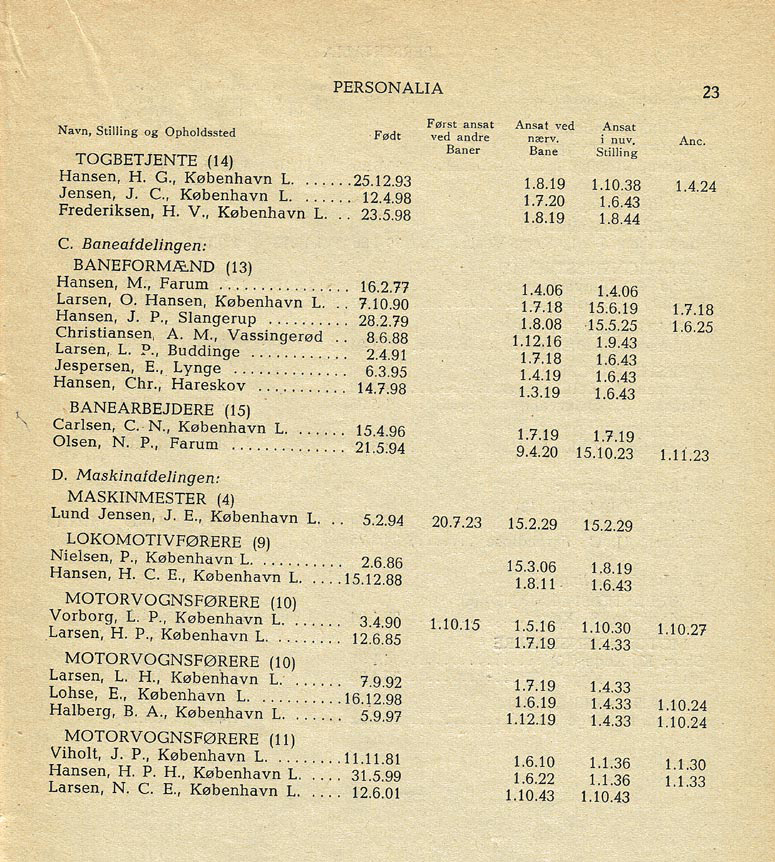 PERSONALIA 23
Navn, Stilling og Opholdssted Født Først ansat ved andre Baner Ansat ved nærv. Bane Ansat i nuv. Stilling Anc.
TOGBETJENTE (14)
Hansen, H. G., København L. ......25.12.93 1.8.19 1.10.38 1.4.24
Jensen, J. C., København L. ...... 12.4.98 1.7.20 1.6.43
Frederiksen, H. V., København L. .. 23.5.98 1.8.19 1.8.44
C. Baneafdelingen:
BANEFORMÆND (13)
Hansen, M., Farum ............... 16.2.77 1.4.06 1.4.06
Larsen, O. Hansen, København L. .. 7.10.90 1.7.18 15.6.19 1.7.18
Hansen, J. P., Slangerup .......... 28.2.79 1.8.08 15.5.25 1.6.25
Christiansen, A. M., Vassingerød .. 8.6.88 1.12.16 1.9.43
Larsen, L. P., Buddinge ........... 2.4.91 1.7.18 1.6.43
Jespersen, E., Lynge ............. 6.3.95 1.4.19 1.6.43
Hansen, Chr., Hareskov .......... 14.7.98 1.3.19 1.6.43
BANEARBEJDERE (15)
Carlsen, C. N., København L. ...... 15.4.96 1.7.19 1.7.19
Olsen, N. P., Farum ............. 21.5.94 9.4.20 15.10.23 1.11.23
D. Maskinafdelingen:
MASKINMESTER (4)
Lund Jensen, J. E., København L. .. 5.2.94 20.7.23 15.2.29 15.2.29
LOKOMOTIVFØRERE (9)
Nielsen, P., København L. .......... 2.6.86 15.3.06 1.8.19
Hansen, H. C. E., København L. ....15.12.88 1.8.11 1.6.43
MOTORVOGNSFØRERE (10)
Vorborg, L. P., København L. ...... 3.4.90 1.10.15 1.5.16 1.10.30 1.10.27
Larsen, H. P., København L. ........ 12.6.85 1.7.19 1.4.33
MOTORVOGNSFØRERE (10)
Larsen, L. H., København L. ....... 7.9.92 1.7.19 1.4.33
Lohse, E., København L. ..........16.12.98 1.6.19 1.4.33 1.10.24
Halberg, B. A., København L. ...... 5.9.97 1.12.19 1.4.33 1.10.24
MOTORVOGNSFØRERE (11)
Viholt, J. P., København L. ........11.11.81 1.6.10 1.1.36 1.1.30
Hansen, H. P. H., København L. .... 31.5.99 1.6.22 1.1.36 1.1.33
Larsen, N. C. E., København L. .... 12.6.01 1.10.43 1.10.43